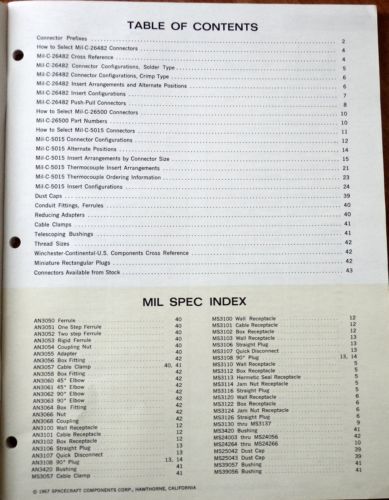 TABLE OF CONTENTS
Connector Prefixes 2
How to Select Mil-C-26482 Connectors 4
Mil-C-26482 Cross Reference 4
Mil-C-26482 Connector Configurations, Solder Type 5
Mil-C-26482 Connector Configurations, Crimp Type 6
Mil-C-26482 Insert Arrangements and Alternate Positions 6
Mil-C-26482 Insert Configurations 7
Mil-C-26482 Push-Pull Connectors 8
How to Select Mil-C-26500 Connectors 10
Mil-C-26500 Part Numbers 10
How to Select Mil-C-5015 Connectors 11
Mil-C-5015 Connector Configurations 12
Mil-C-5015 Alternate Positions 14
Mil-C-5015 Insert Arrangements by Connector Size 15
Mil-C-5015 Thermocouple Insert Arrangements 21
Mil-C-5015 Thermocouple Ordering Information 23
Mil-C-5015 Insert Configurations 24
Dust Caps 39
Conduit Fittings, Ferrules 40
Reducing Adapters 40
Cable Clamps 41
Telescoping Bushings 41
Thread Sizes 42
Winchester-Continental-U.S. Components Cross Reference 42
Miniature Rectangular Plugs 42
Connectors Available from Stock 43
MIL SPEC INDEX
AN3050 Ferrule 40
AN3051 One Step Ferrule 40
AN3052 Two step Ferrule 40
AN3053 Rigid Ferrule 40
AN3054 Coupling Nut 40
AN3055 Adapter 40
AN3056 Box Fitting 42
AN3057 Cable Clamp 40, 41
AN3058 Box Fitting 42
AN3060 45° Elbow 42
AN3061 45° Elbow 42
AN3062 90° Elbow 42
AN3063 90° Elbow 42
AN3064 Box Fitting 42
AN3066 Nut 42
AN3068 Coupling 42
AN3100 Wall Receptacle 12
AN3101 Cable Receptacle 12
AN3102 Box Receptacle 12
AN3106 Straight Plug 13
AN3107 Quick Disconnect 13
AN3108 90° Plug 13, 14
AN3420 Bushing 41
MS3057 Cable Clamp 41
MS3100 Wall Receptacle 12
MS3101 Cable Receptacle 12
MS3102 Box Receptacle 12
MS3103 Wall Receptacle 13
MS3106 Straight Plug 13
MS3107 Quick Disconnect 13
MS3108 90° Plug 13, 14
MS3110 Wall Receptacle 5
MS3112 Box Receptacle 5
MS3113 Hermetic Seal Receptacle 5
MS3114 Jam Nut Receptacle 5
MS3116 Straight Plug 5
MS3120 Wall Receptacle 6
MS3122 Box Receptacle 6
MS3124 Jam Nut Receptacle 6
MS3126 Straight Plug 6
MS3130 thru MS3137 9
MS3420 Bushing 41
MS24003 thru MS24056 42
MS24264 thru MS24266 10
MS25042 Dust Cap 39
MS25043 Dust Cap 39
MS39057 Bushing 41
MS39056 Bushing 41
© 1967 SPACECRAFT COMPONENTS CORP., HAWTHORNE, CALIFORNIA